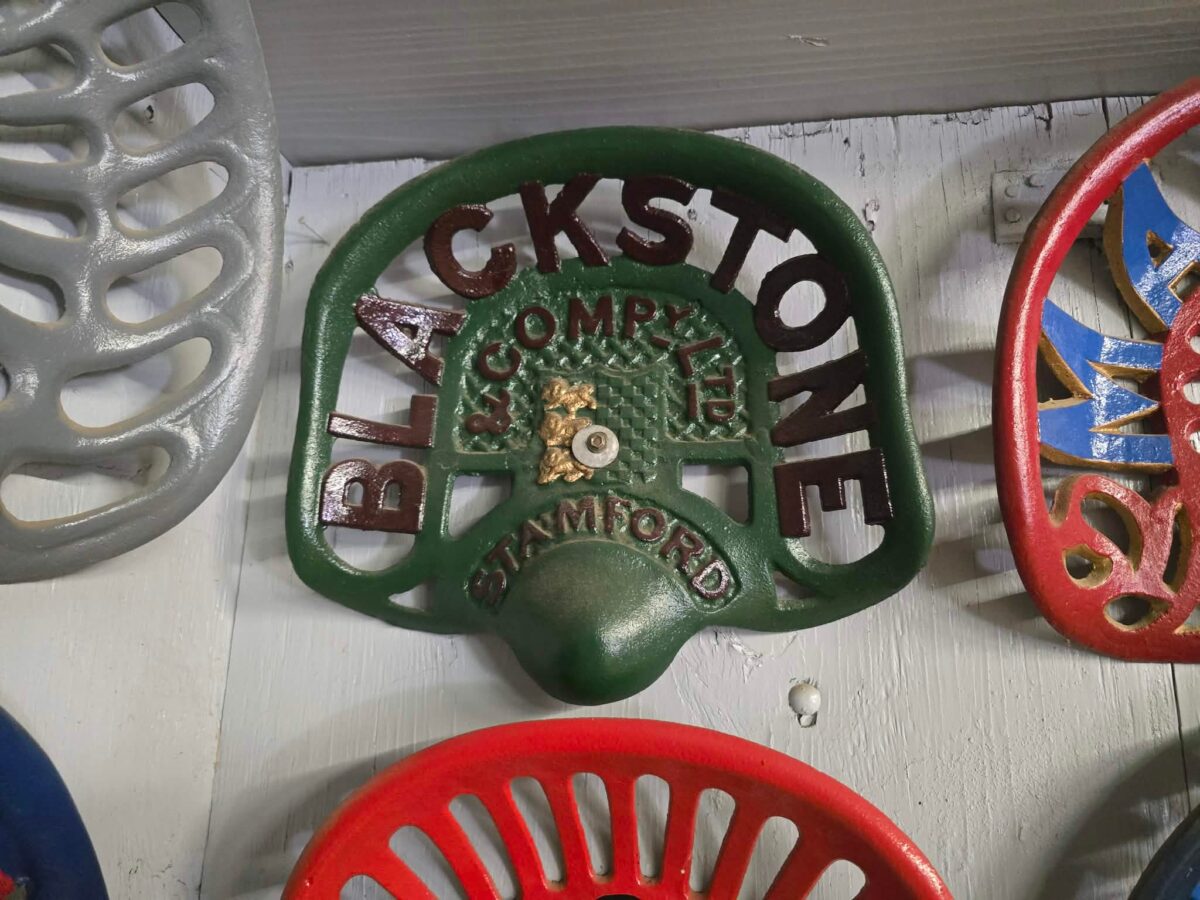 BLACKSTONE
& COMPY LTD
STAMFORD